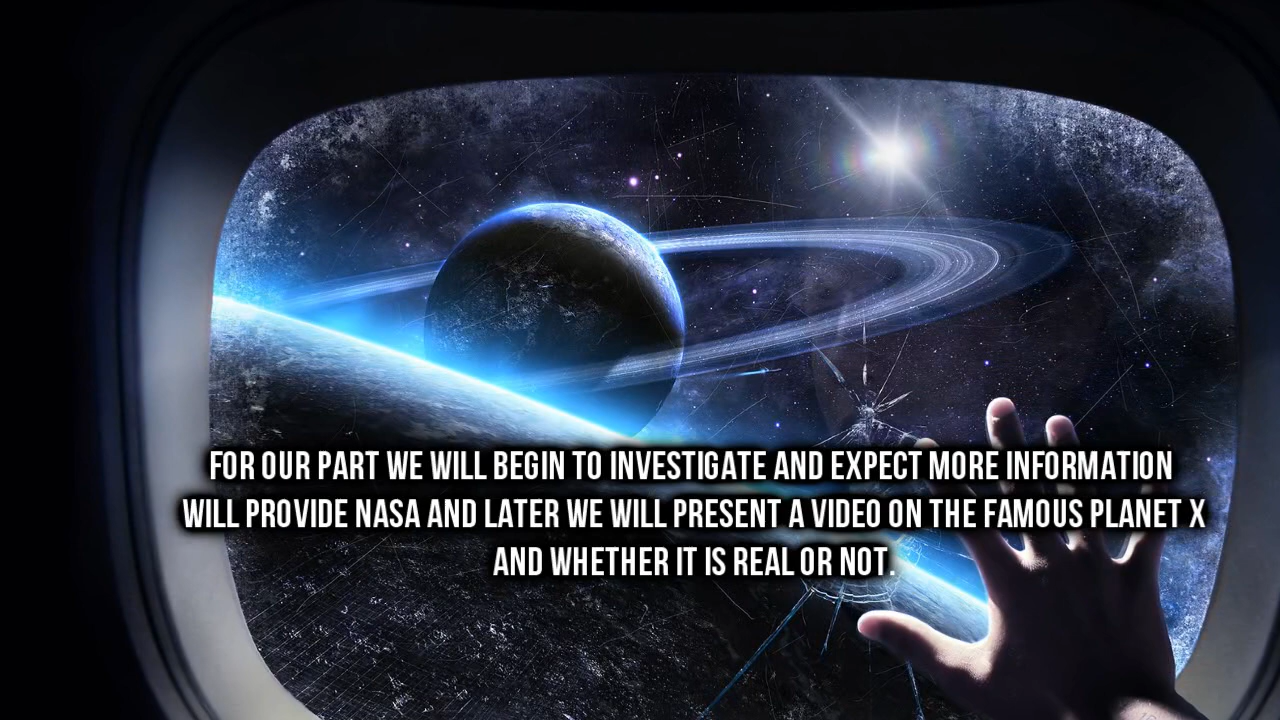 FOR OUR PART WE WILL BEGIN TO INVESTIGATE AND EXPECT MORE INFORMATION
WILL PROVIDE NASA AND LATER WE WILL PRESENT A VIDEO ON THE FAMOUS PLANET X
AND WHETHER IT IS REAL OR NOT.